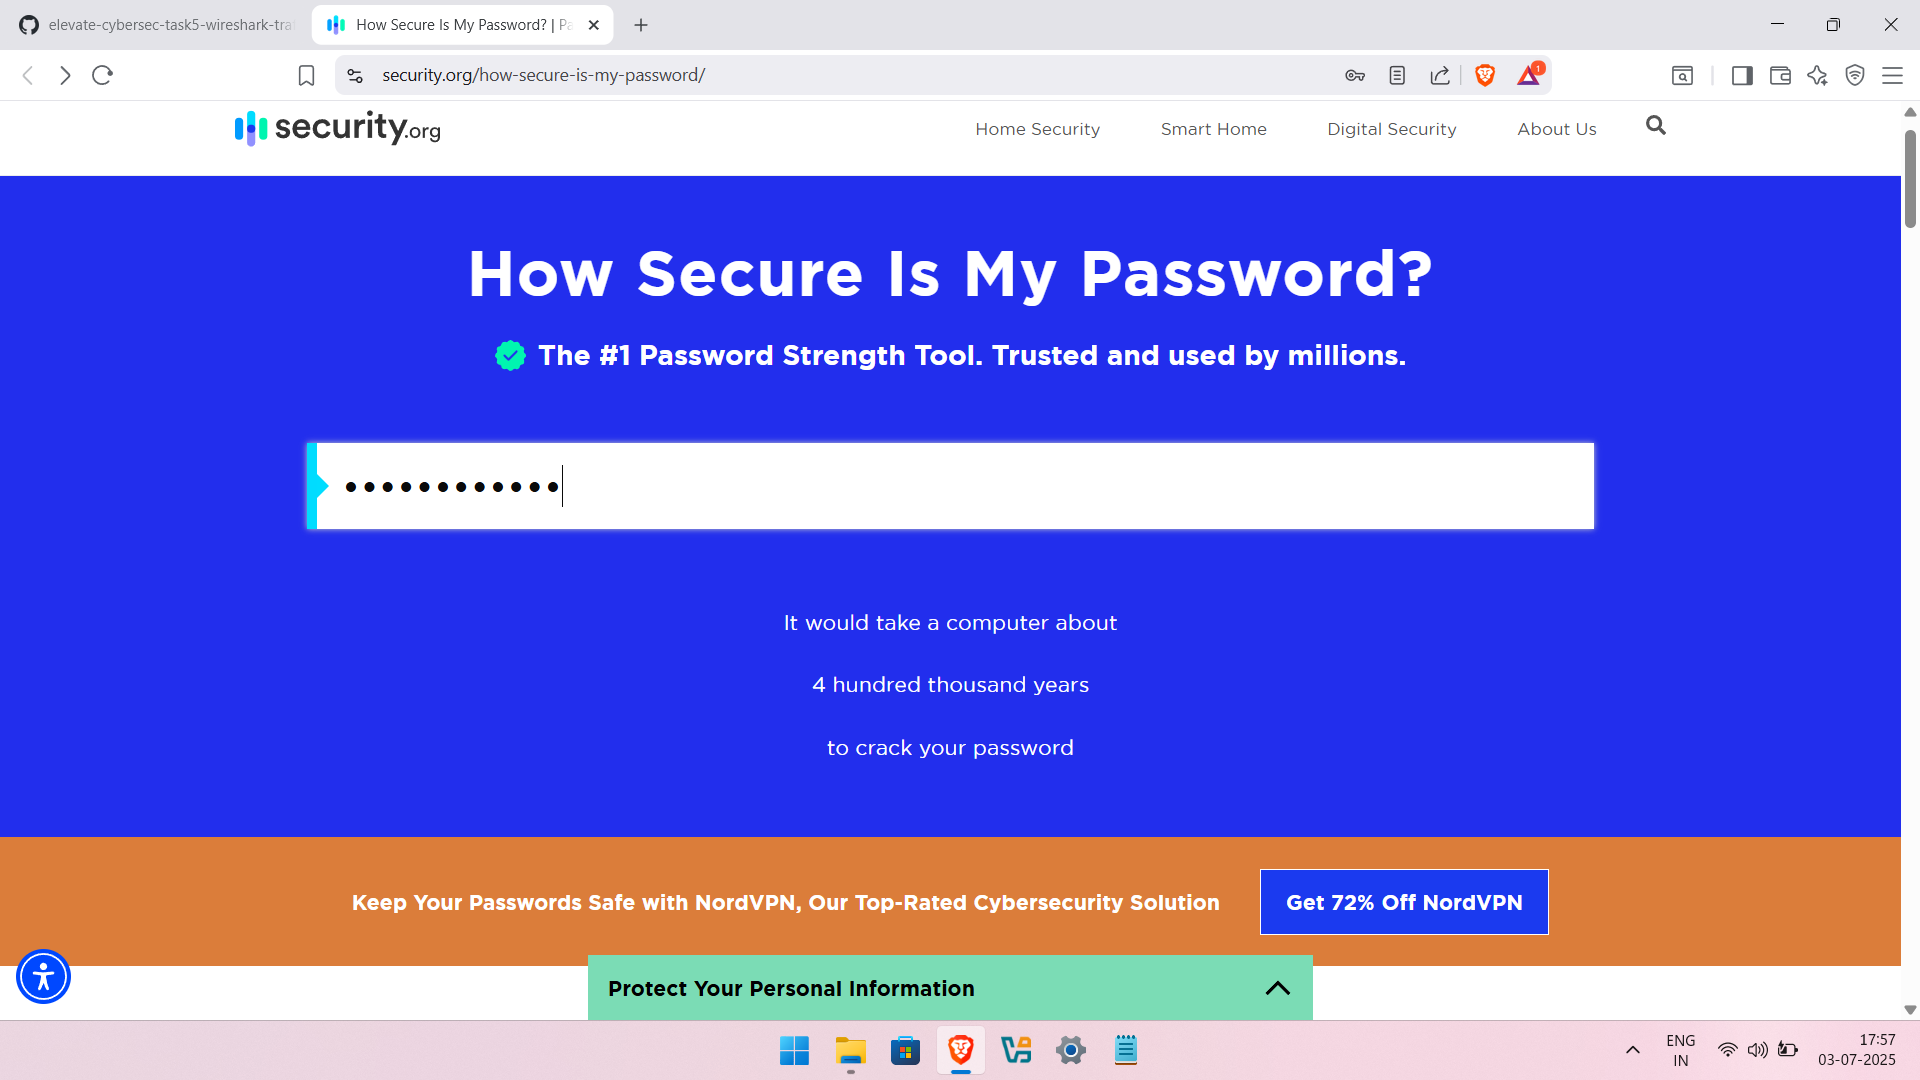 elevate-cybersec-task5-wireshark-tra
How Secure Is My Password? | Pa
security.org/how-secure-is-my-password/
1
security.org
Home Security
Smart Home
Digital Security
About Us
How Secure Is My Password?
The #1 Password Strength Tool. Trusted and used by millions.
••••••••••••
It would take a computer about
4 hundred thousand years
to crack your password
Keep Your Passwords Safe with NordVPN, Our Top-Rated Cybersecurity Solution
Get 72% Off NordVPN
Protect Your Personal Information
ENG
IN
17:57
03-07-2025